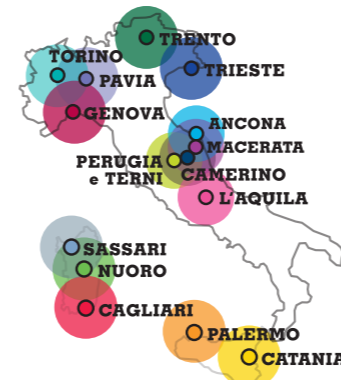 TRENTO
TORINO
TRIESTE
PAVIA
GENOVA
ANCONA
MACERATA
PERUGIA
e TERNI
CAMERINO
L'AQUILA
SASSARI
NUORO
CAGLIARI
PALERMO
CATANIA